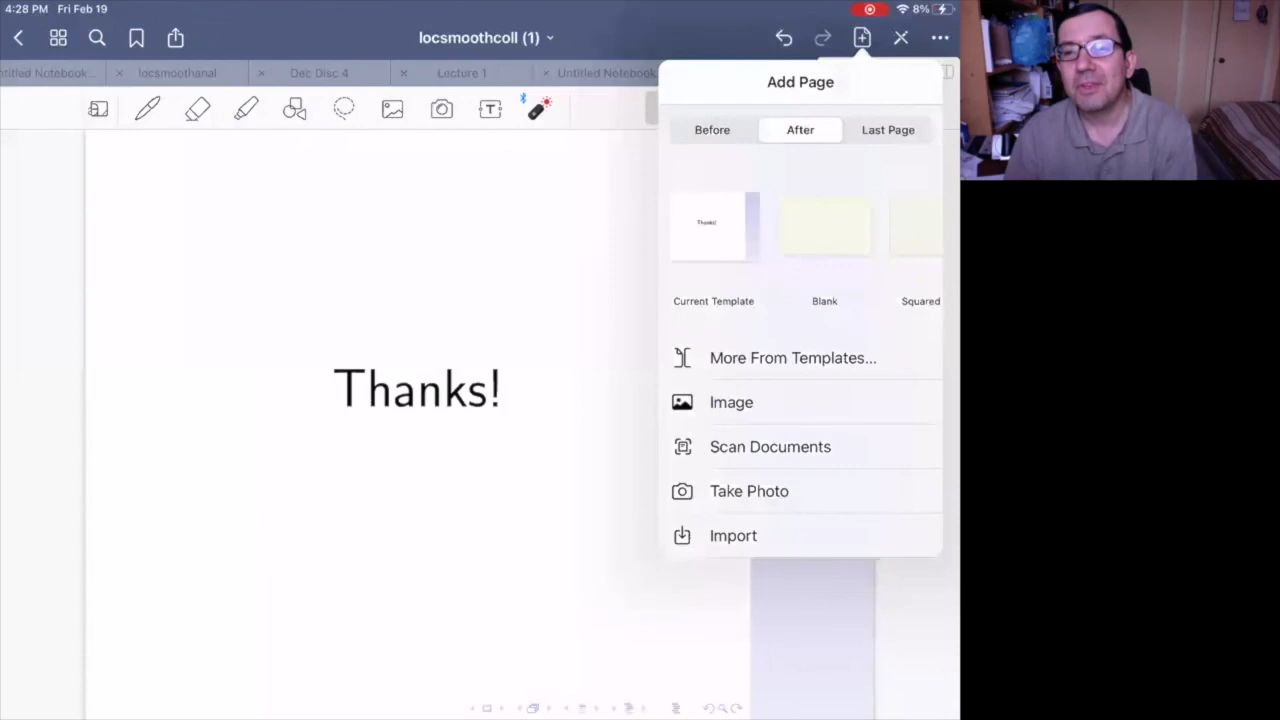 4:28 PM Fri Feb 19
8%
locsmoothcoll (1)
ntitled Notebook...
locsmoothanal
Dec Disc 4
Lecture 1
Untitled Notebook
T
Add Page
Before
After
Last Page
Thanks!
Current Template
Blank
Squared
More From Templates...
Image
Scan Documents
Take Photo
Import
Thanks!